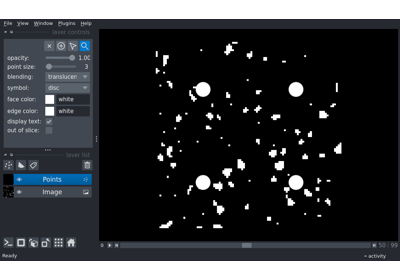 File View Window Plugins Help
layer controls
opacity: 1.00
point size: 3
blending: translucen
symbol: disc
face color: white
edge color: white
display text:
out of slice:
layer list
Points
Image
0 50 99
Ready activity